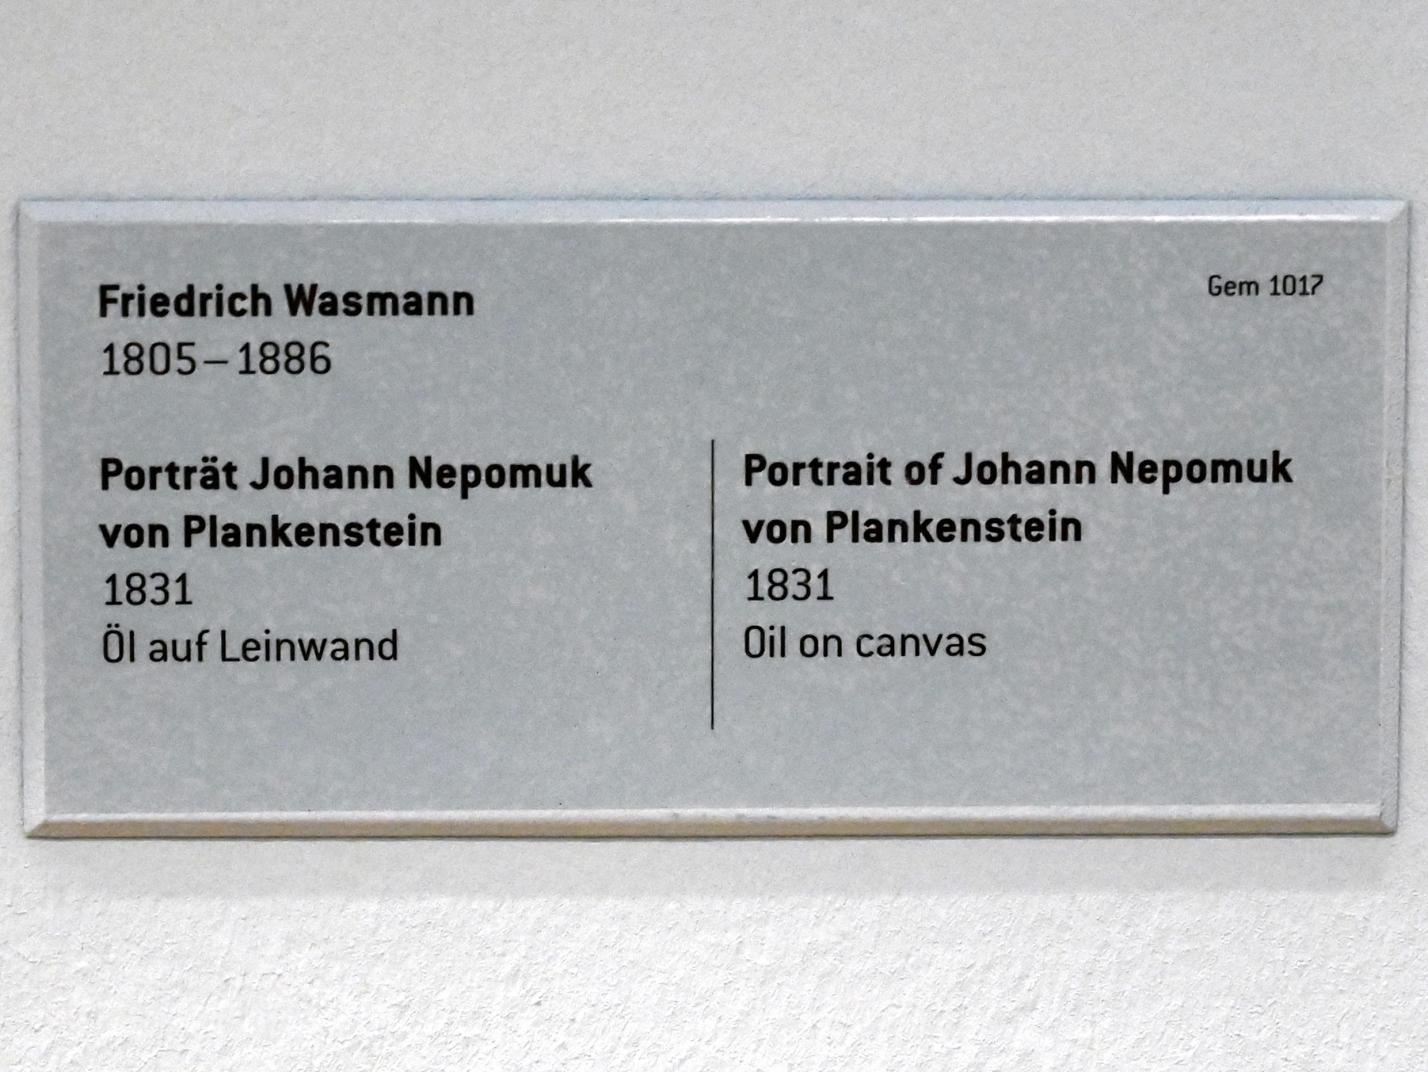 Friedrich Wasmann
1805–1886
Gem 1017
Porträt Johann Nepomuk
von Plankenstein
1831
Öl auf Leinwand
Portrait of Johann Nepomuk
von Plankenstein
1831
Oil on canvas